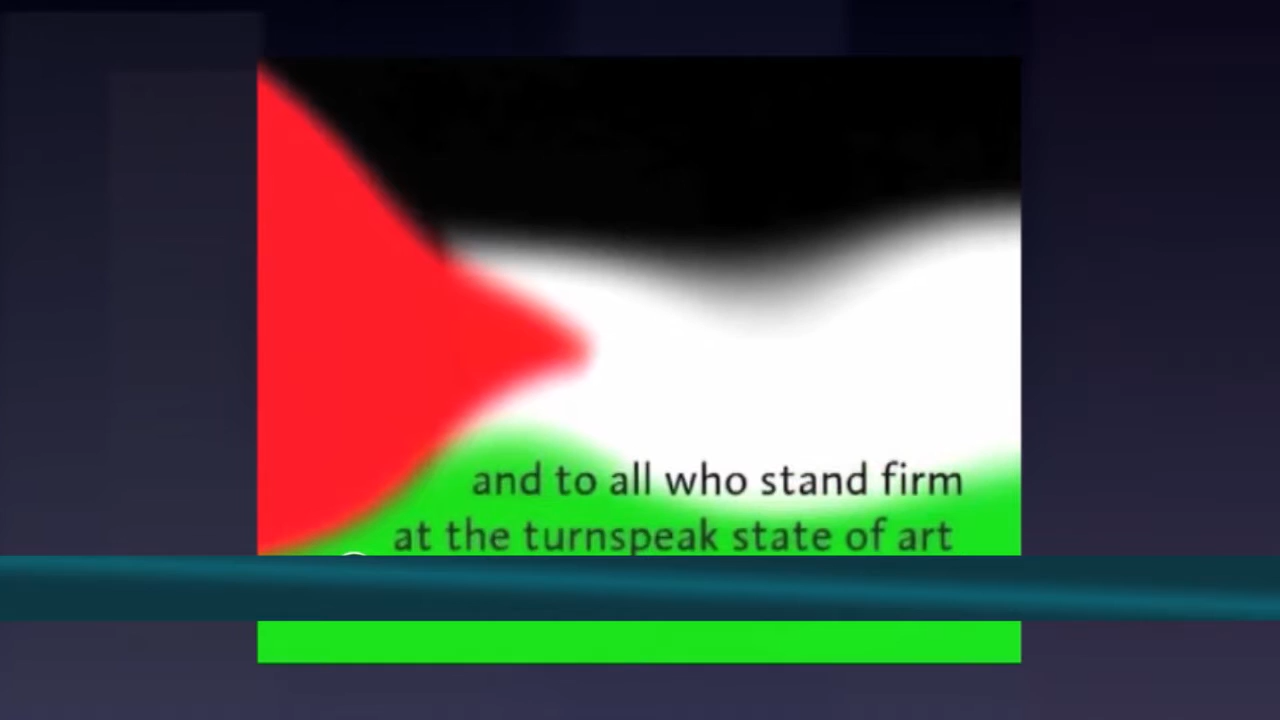 and to all who stand firm
at the turnspeak state of art